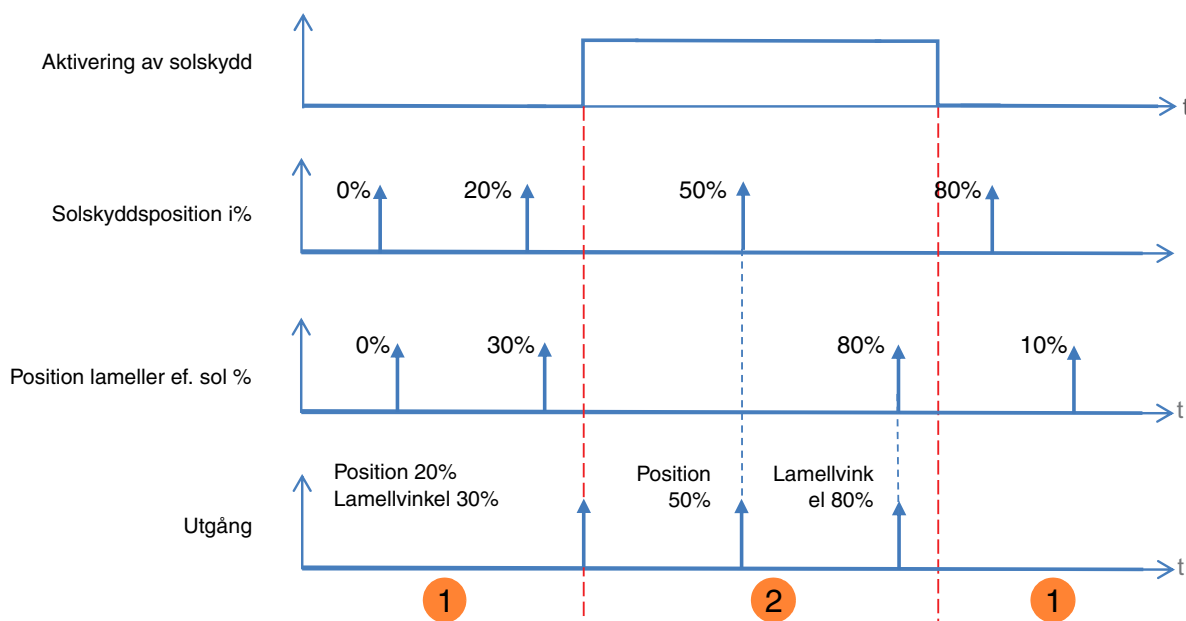 Aktivering av solskydd
t
Solskyddsposition i%
0%
20%
50%
80%
Position lameller ef. sol %
0%
30%
80%
10%
t
Utgång
Position 20%
Lamellvinkel 30%
Position
50%
Lamellvink
el 80%
t
1
2
1